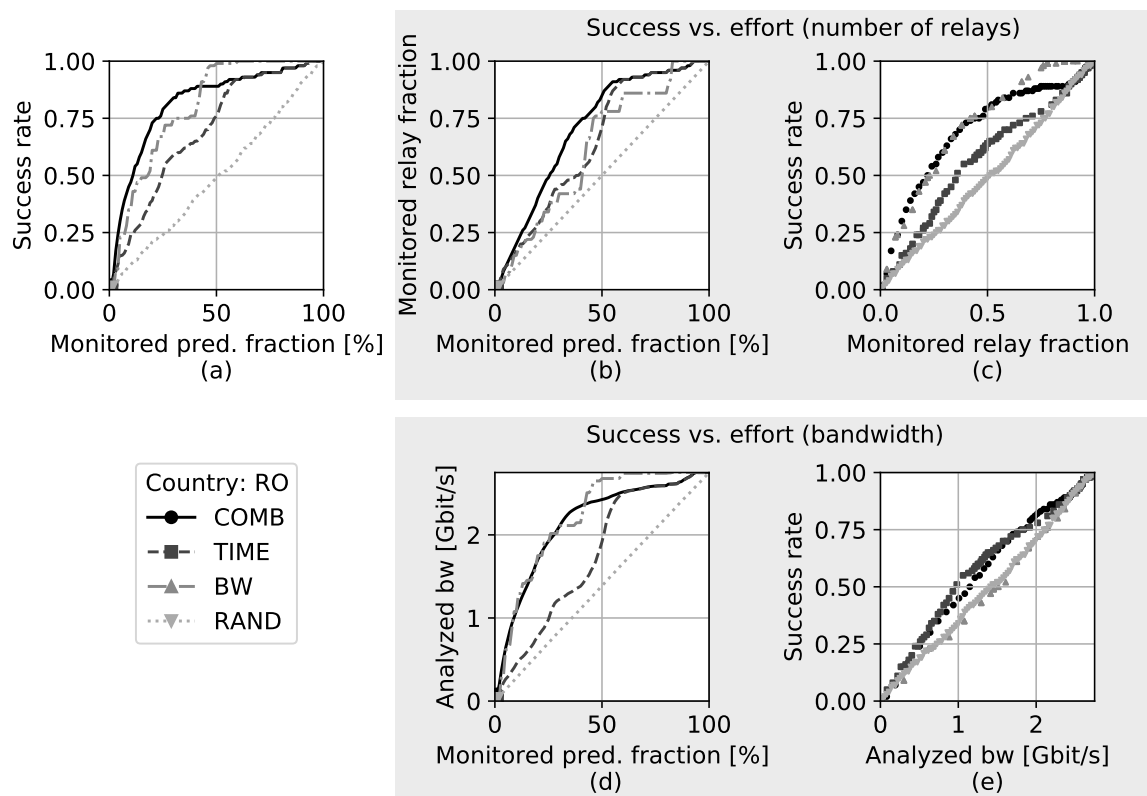 Success vs. effort (number of relays)
1.00
0.75
0.50
0.25
0.00
Success rate
0
50
100
Monitored pred. fraction [%]
(a)
1.00
0.75
0.50
0.25
0.00
Monitored relay fraction
0
50
100
Monitored pred. fraction [%]
(b)
1.00
0.75
0.50
0.25
0.00
Success rate
0.0
0.5
1.0
Monitored relay fraction
(c)
Country: RO
COMB
TIME
BW
RAND
Success vs. effort (bandwidth)
2
1
0
Analyzed bw [Gbit/s]
0
50
100
Monitored pred. fraction [%]
(d)
1.00
0.75
0.50
0.25
0.00
Success rate
0
1
2
Analyzed bw [Gbit/s]
(e)